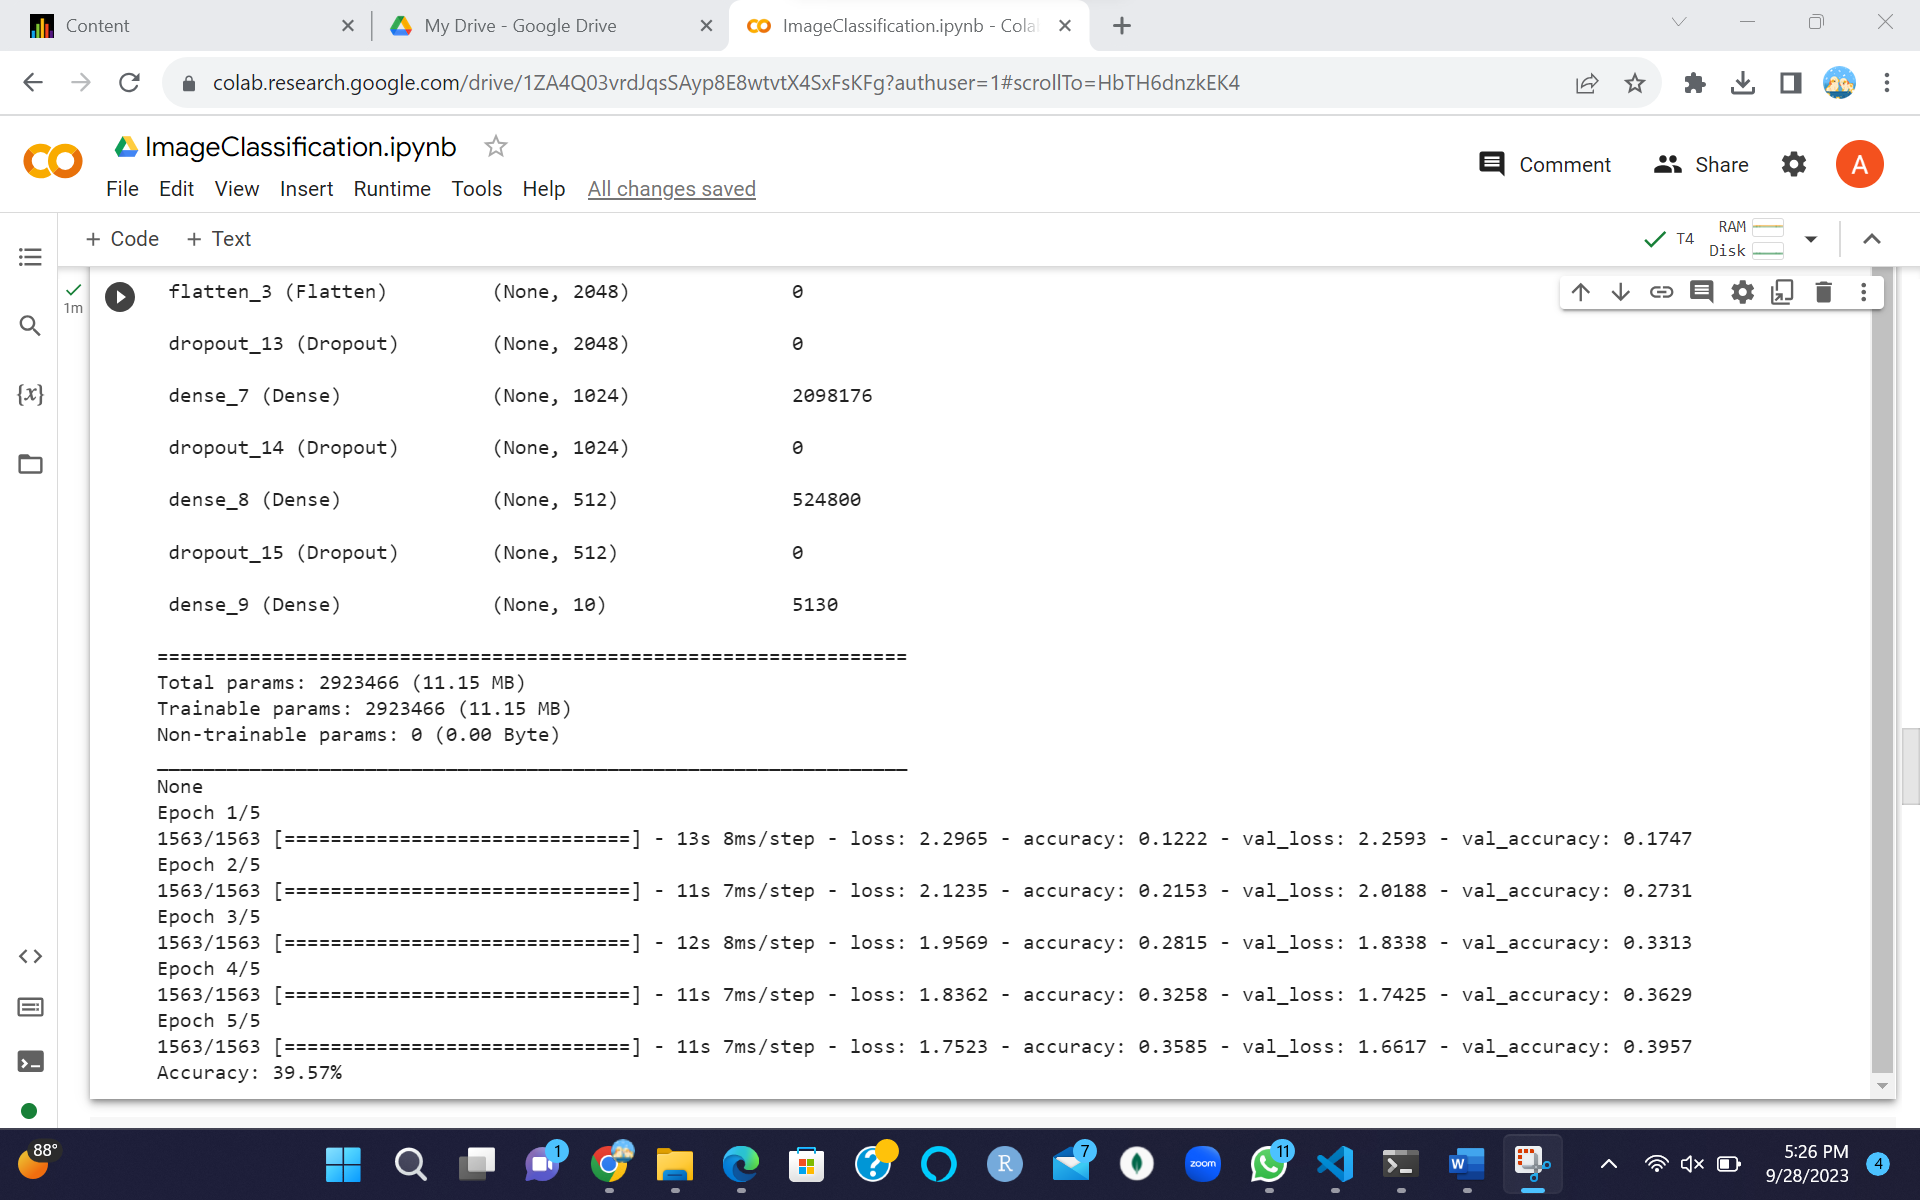 Content
My Drive - Google Drive
ImageClassification.ipynb - Cola
colab.research.google.com/drive/1ZA4Q03vrdJqsSAyp8E8wtvtX4SxFsKFg?authuser=1#scrollTo=HbTH6dnzkEK4
ImageClassification.ipynb
Comment
Share
A
File Edit View Insert Runtime Tools Help All changes saved
+ Code + Text
T4
RAM
Disk
1m
{x}
flatten_3 (Flatten) (None, 2048) 0
dropout_13 (Dropout) (None, 2048) 0
dense_7 (Dense) (None, 1024) 2098176
dropout_14 (Dropout) (None, 1024) 0
dense_8 (Dense) (None, 512) 524800
dropout_15 (Dropout) (None, 512) 0
dense_9 (Dense) (None, 10) 5130
=================================================================
Total params: 2923466 (11.15 MB)
Trainable params: 2923466 (11.15 MB)
Non-trainable params: 0 (0.00 Byte)
_________________________________________________________________
None
Epoch 1/5
1563/1563 [==============================] - 13s 8ms/step - loss: 2.2965 - accuracy: 0.1222 - val_loss: 2.2593 - val_accuracy: 0.1747
Epoch 2/5
1563/1563 [==============================] - 11s 7ms/step - loss: 2.1235 - accuracy: 0.2153 - val_loss: 2.0188 - val_accuracy: 0.2731
Epoch 3/5
1563/1563 [==============================] - 12s 8ms/step - loss: 1.9569 - accuracy: 0.2815 - val_loss: 1.8338 - val_accuracy: 0.3313
Epoch 4/5
1563/1563 [==============================] - 11s 7ms/step - loss: 1.8362 - accuracy: 0.3258 - val_loss: 1.7425 - val_accuracy: 0.3629
Epoch 5/5
1563/1563 [==============================] - 11s 7ms/step - loss: 1.7523 - accuracy: 0.3585 - val_loss: 1.6617 - val_accuracy: 0.3957
Accuracy: 39.57%
88°
1
?
R
7
zoom
11
W
5:26 PM
9/28/2023
4